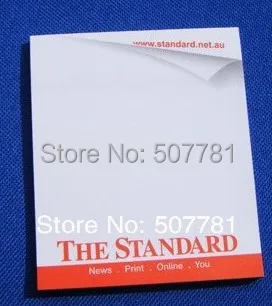 www.standard.net.au
Store No: 507781
Store No: 507781
THE STANDARD
News . Print . Online . You